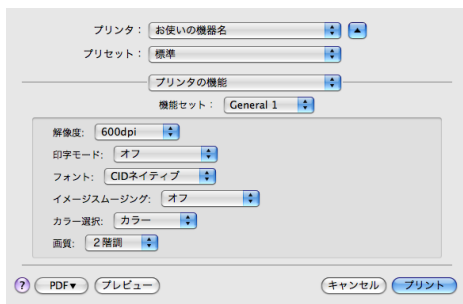 プリンタ： お使いの機器名
プリセット： 標準
プリンタの機能
機能セット： General 1
解像度： 600dpi
印字モード： オフ
フォント： CIDネイティブ
イメージスムージング： オフ
カラー選択： カラー
画質： 2階調
? PDF▼ プレビュー キャンセル プリント